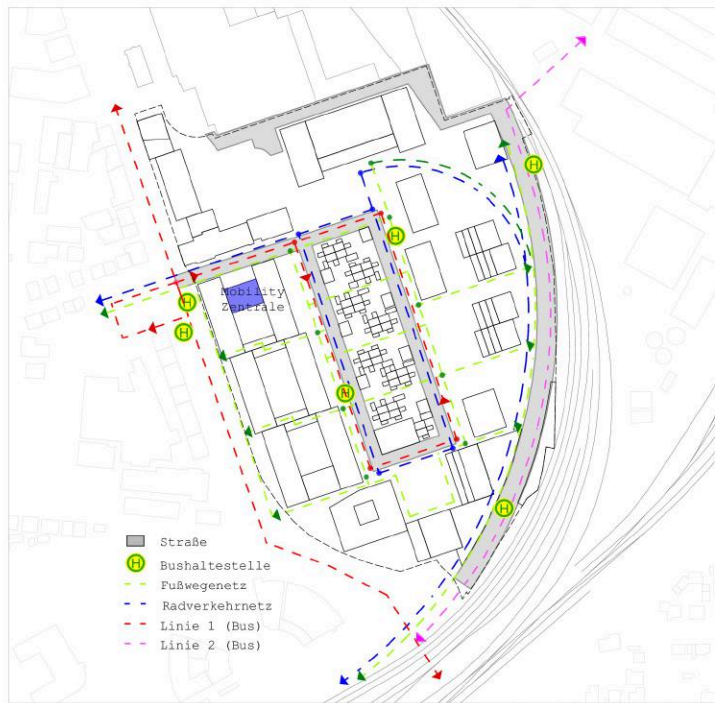 H
H
Mobility
Zentrale
H
H
H
H
Straße
H Bushaltestelle
Fußwegenetz
Radverkehrnetz
Linie 1 (Bus)
Linie 2 (Bus)